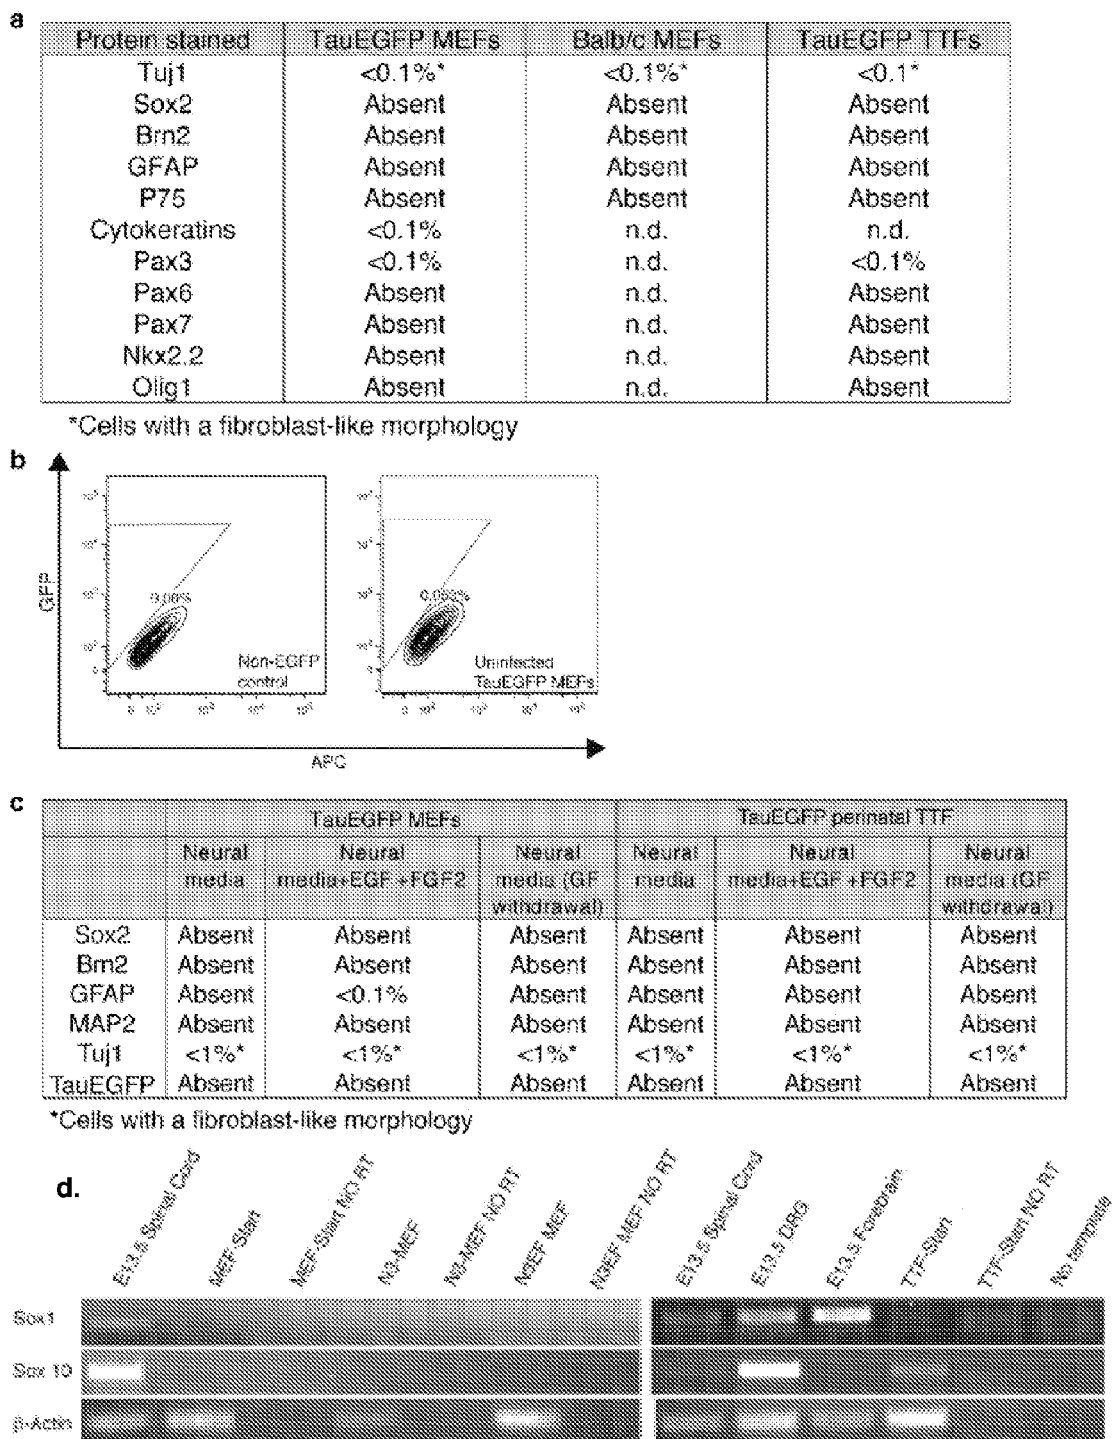 a
Protein stained TauEGFP MEFs Balb/c MEFs TauEGFP TTFs
Tuj1 <0.1%* <0.1%* <0.1*
Sox2 Absent Absent Absent
Brn2 Absent Absent Absent
GFAP Absent Absent Absent
P75 Absent Absent Absent
Cytokeratins <0.1% n.d. n.d.
Pax3 <0.1% n.d. <0.1%
Pax6 Absent n.d. Absent
Pax7 Absent n.d. Absent
Nkx2.2 Absent n.d. Absent
Olig1 Absent n.d. Absent
*Cells with a fibroblast-like morphology
b
GFP
Non-EGFP
control
Uninfected
TauEGFP MEFs
APC
c
TauEGFP MEFs TauEGFP perinatal TTF
Neural media Neural media+EGF +FGF2 Neural media (GF withdrawal) Neural media Neural media+EGF +FGF2 Neural media (GF withdrawal)
Sox2 Absent Absent Absent Absent Absent Absent
Brn2 Absent Absent Absent Absent Absent Absent
GFAP Absent <0.1% Absent Absent Absent Absent
MAP2 Absent Absent Absent Absent Absent Absent
Tuj1 <1%* <1%* <1%* <1%* <1%* <1%*
TauEGFP Absent Absent Absent Absent Absent Absent
*Cells with a fibroblast-like morphology
d.
E13.5 Spinal Cord
MEF-Start
MEF-Start NO RT
N3-MEF
N3-MEF NO RT
N3EF MEF
N3EF MEF NO RT
E13.5 Spinal Cord
E13.5 DRG
E13.5 Forebrain
TTF-Start
TTF-Start NO RT
No template
Sox1
Sox 10
β-Actin